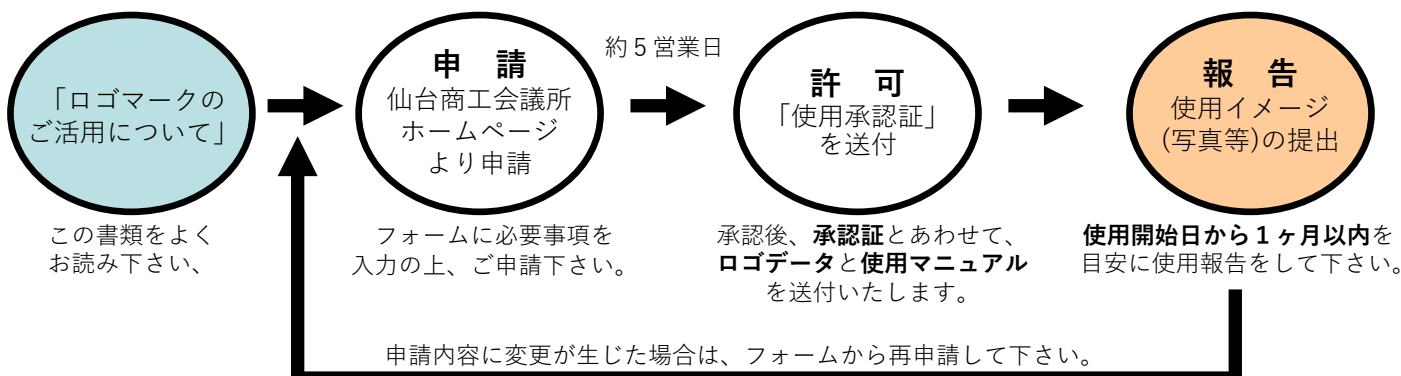 「ロゴマークの
ご活用について」
この書類をよく
お読み下さい、
申　請
仙台商工会議所
ホームページ
より申請
フォームに必要事項を
入力の上、ご申請下さい。
約5営業日
許　可
「使用承認証」
を送付
承認後、承認証とあわせて、
ロゴデータと使用マニュアル
を送付いたします。
報　告
使用イメージ
(写真等)の提出
使用開始日から1ヶ月以内を
目安に使用報告をして下さい。
申請内容に変更が生じた場合は、フォームから再申請して下さい。